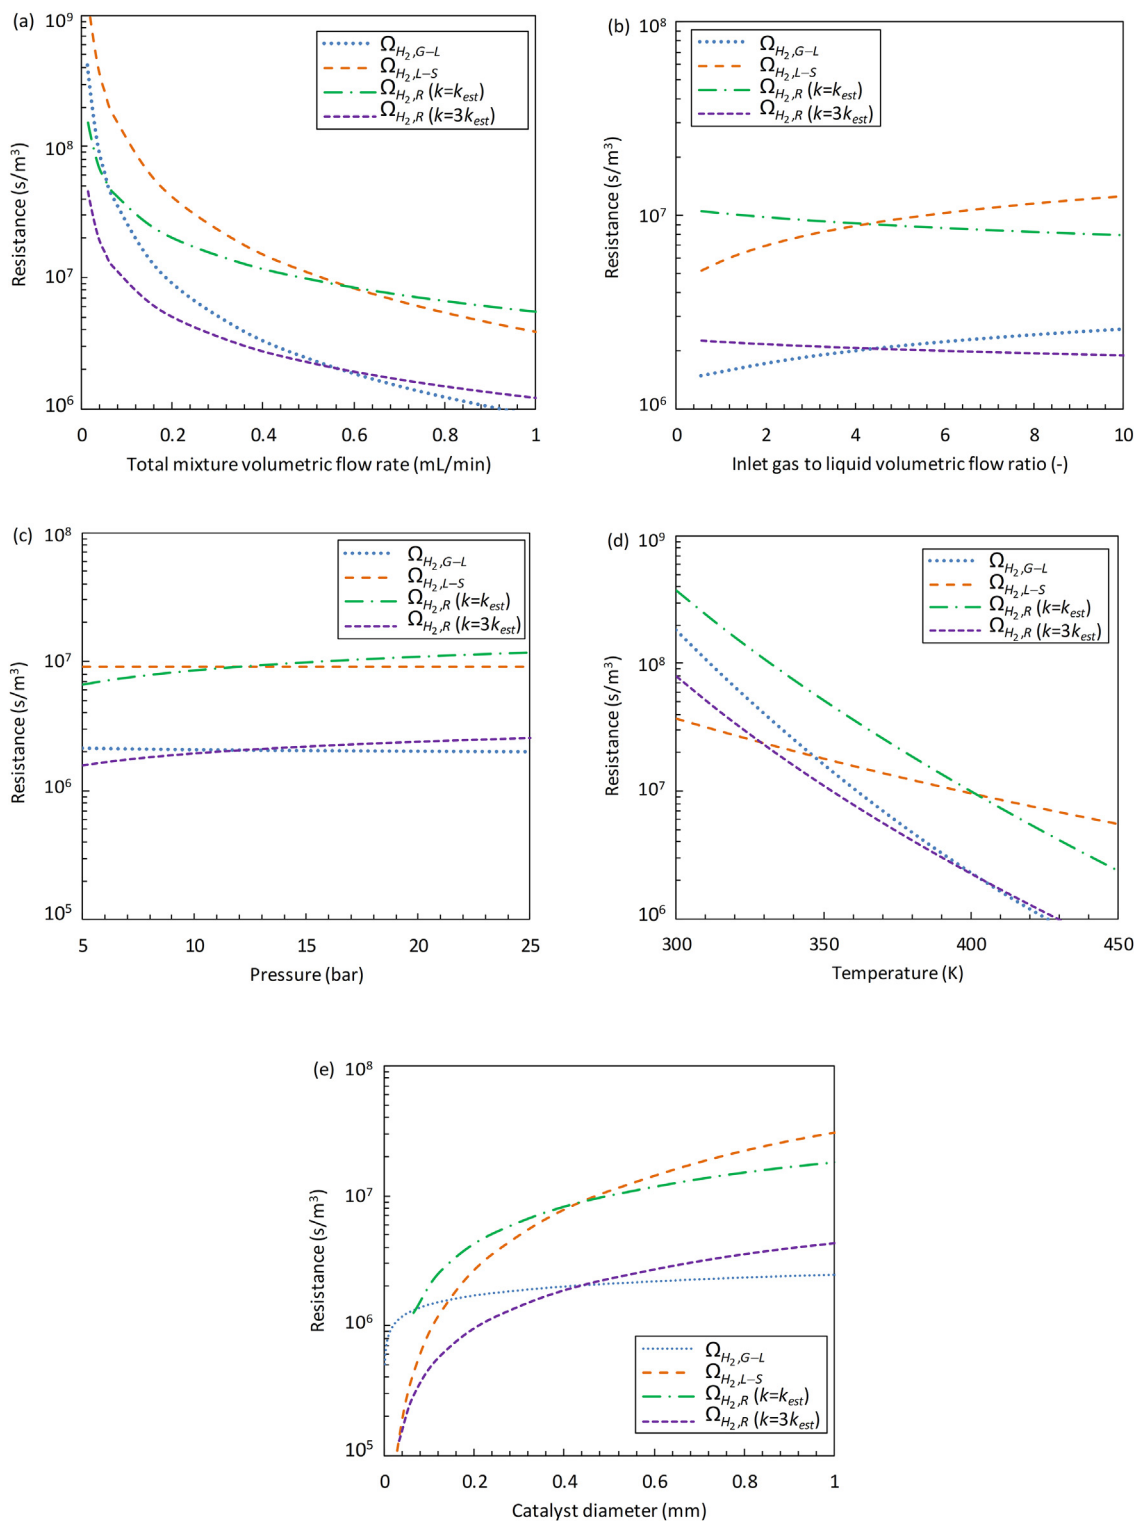 (a)
10⁹
10⁸
10⁷
10⁶
Resistance (s/m³)
Ω_{H₂,G−L}
Ω_{H₂,L−S}
Ω_{H₂,R} (k=k_{est})
Ω_{H₂,R} (k=3k_{est})
0 0.2 0.4 0.6 0.8 1
Total mixture volumetric flow rate (mL/min)
(b)
10⁸
10⁷
10⁶
Resistance (s/m³)
Ω_{H₂,G−L}
Ω_{H₂,L−S}
Ω_{H₂,R} (k=k_{est})
Ω_{H₂,R} (k=3k_{est})
0 2 4 6 8 10
Inlet gas to liquid volumetric flow ratio (-)
(c)
10⁸
10⁷
10⁶
10⁵
Resistance (s/m³)
Ω_{H₂,G−L}
Ω_{H₂,L−S}
Ω_{H₂,R} (k=k_{est})
Ω_{H₂,R} (k=3k_{est})
5 10 15 20 25
Pressure (bar)
(d)
10⁹
10⁸
10⁷
10⁶
Resistance (s/m³)
Ω_{H₂,G−L}
Ω_{H₂,L−S}
Ω_{H₂,R} (k=k_{est})
Ω_{H₂,R} (k=3k_{est})
300 350 400 450
Temperature (K)
(e)
10⁸
10⁷
10⁶
10⁵
Resistance (s/m³)
Ω_{H₂,G−L}
Ω_{H₂,L−S}
Ω_{H₂,R} (k=k_{est})
Ω_{H₂,R} (k=3k_{est})
0 0.2 0.4 0.6 0.8 1
Catalyst diameter (mm)